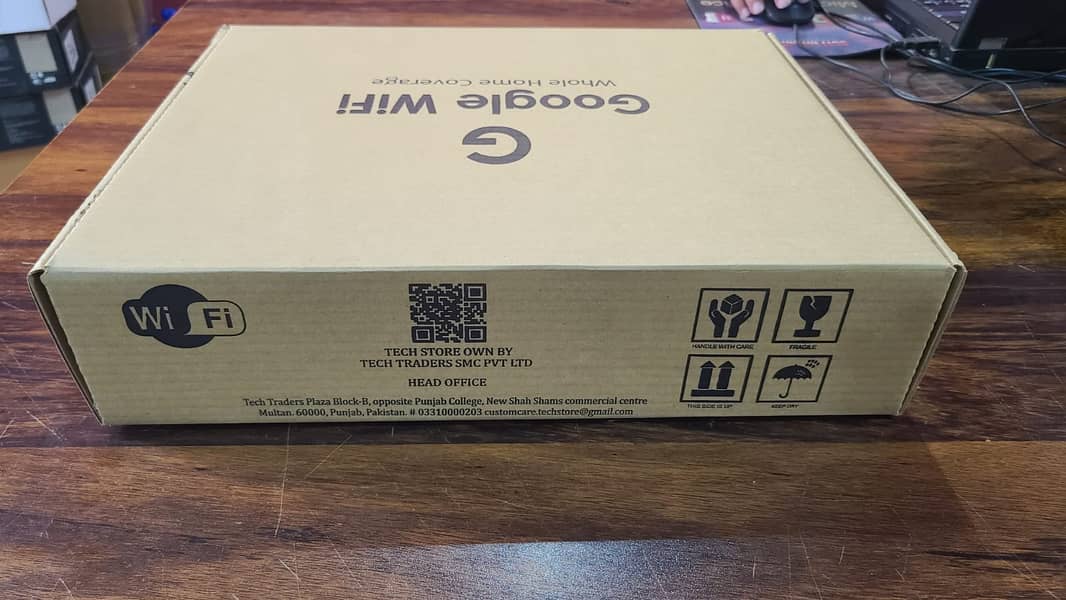 Whole Home Coverage
Google WiFi
G
Wi Fi
TECH STORE OWN BY
TECH TRADERS SMC PVT LTD
HEAD OFFICE
Tech Traders Plaza Block-B, opposite Punjab College, New Shah Shams commercial centre
Multan. 60000, Punjab, Pakistan. # 03310000203 customcare.techstore@gmail.com
HANDLE WITH CARE
FRAGILE
THIS SIDE IS UP
KEEP DRY